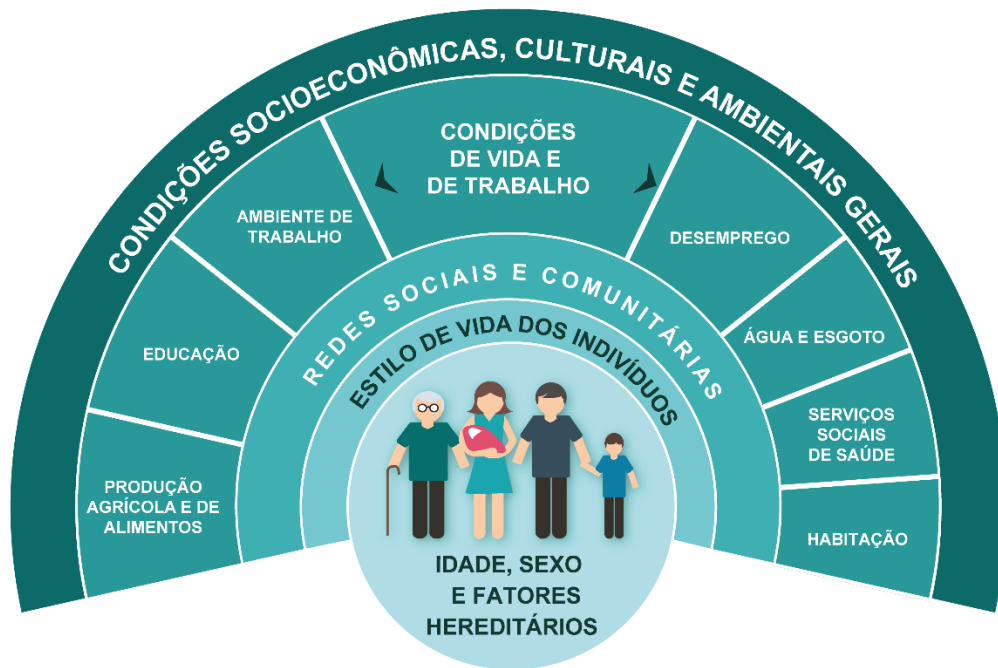 CONDIÇÕES SOCIOECONÔMICAS, CULTURAIS E AMBIENTAIS GERAIS
CONDIÇÕES
DE VIDA E
DE TRABALHO
AMBIENTE DE
TRABALHO
DESEMPREGO
EDUCAÇÃO
ÁGUA E ESGOTO
PRODUÇÃO
AGRÍCOLA E DE
ALIMENTOS
SERVIÇOS
SOCIAIS
DE SAÚDE
HABITAÇÃO
REDES SOCIAIS E COMUNITÁRIAS
ESTILO DE VIDA DOS INDIVÍDUOS
IDADE, SEXO
E FATORES
HEREDITÁRIOS